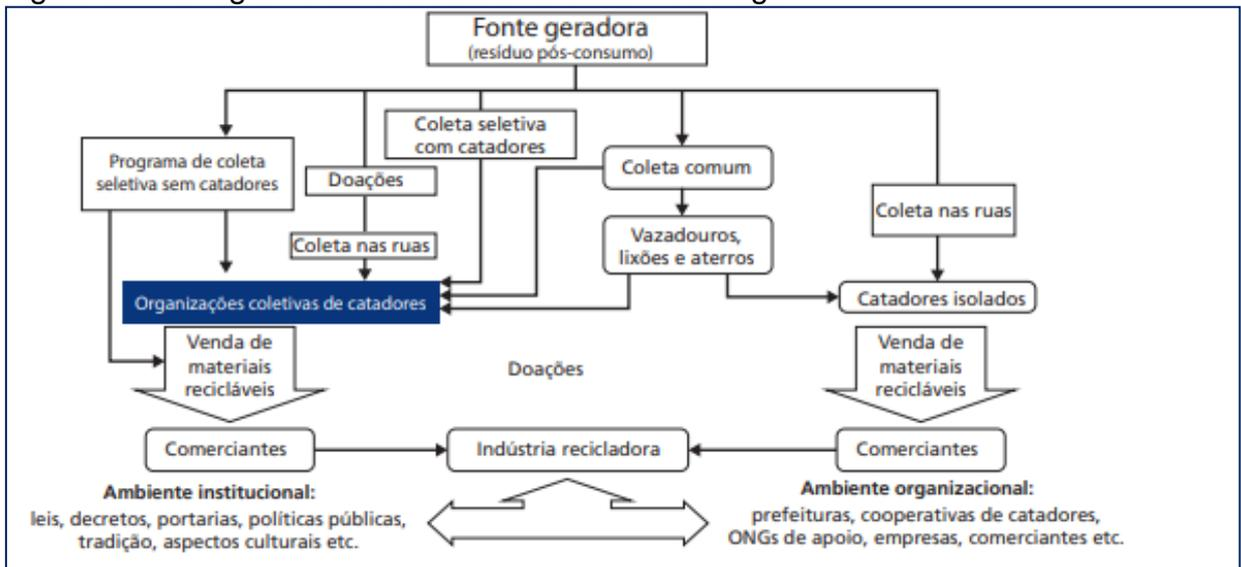 Fonte geradora
(resíduo pós-consumo)
Coleta seletiva
com catadores
Programa de coleta
seletiva sem catadores
Doações
Coleta comum
Coleta nas ruas
Coleta nas ruas
Vazadouros,
lixões e aterros
Organizações coletivas de catadores
Catadores isolados
Venda de
materiais
recicláveis
Doações
Venda de
materiais
recicláveis
Comerciantes
Indústria recicladora
Comerciantes
Ambiente institucional:
leis, decretos, portarias, políticas públicas,
tradição, aspectos culturais etc.
Ambiente organizacional:
prefeituras, cooperativas de catadores,
ONGs de apoio, empresas, comerciantes etc.